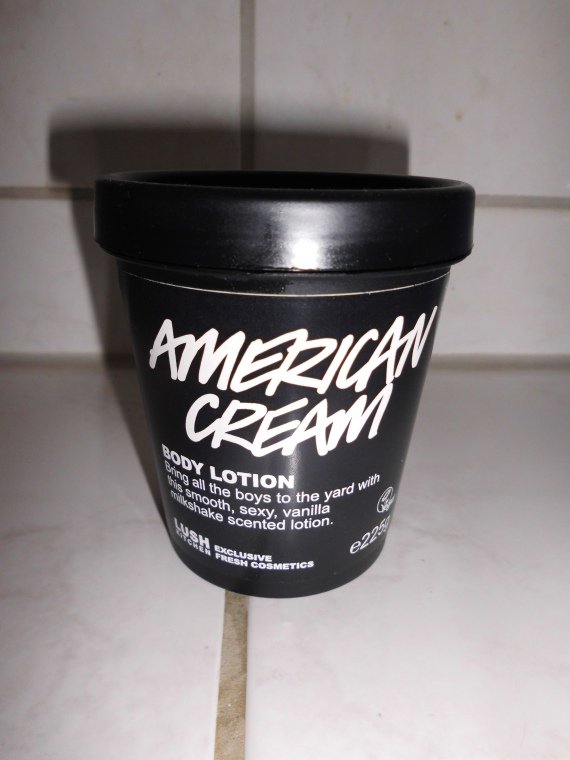 AMERICAN
CREAM
BODY LOTION
Bring all the boys to the yard with
this smooth, sexy, vanilla
milkshake scented lotion.
LUSH
KITCHEN
EXCLUSIVE
FRESH COSMETICS
℮225g